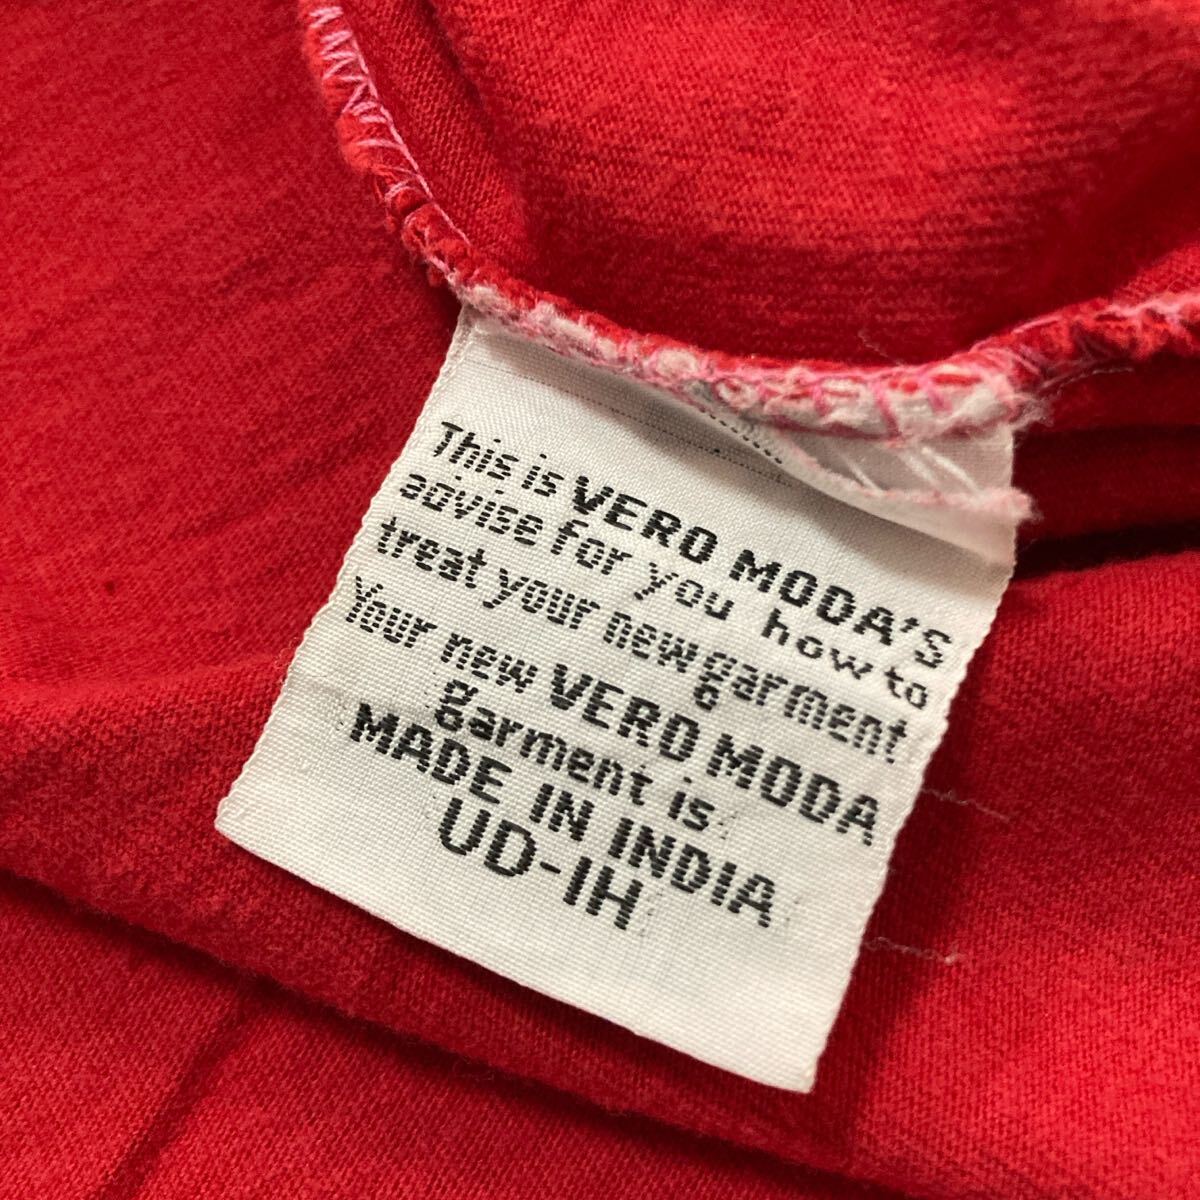 This is VERO MODA'S
advise for you how to
treat your new garment
Your new VERO MODA
garment is
MADE IN INDIA
UD-IH